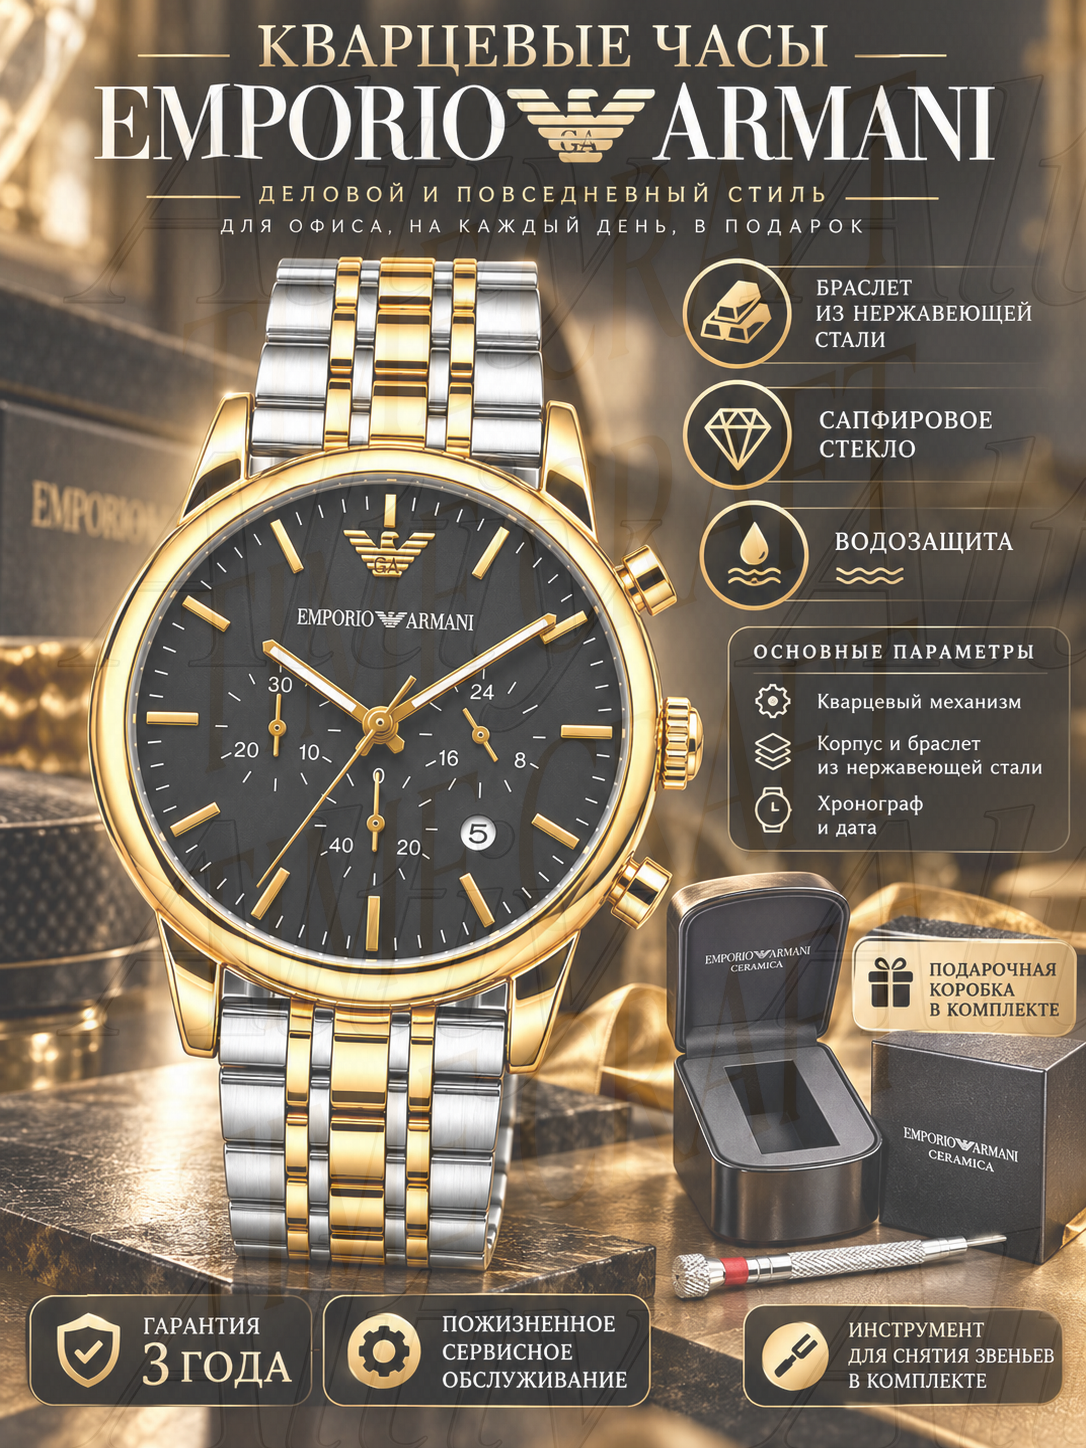 КВАРЦЕВЫЕ ЧАСЫ
EMPORIO GA ARMANI
ДЕЛОВОЙ И ПОВСЕДНЕВНЫЙ СТИЛЬ
ДЛЯ ОФИСА, НА КАЖДЫЙ ДЕНЬ, В ПОДАРОК
БРАСЛЕТ
ИЗ НЕРЖАВЕЮЩЕЙ
СТАЛИ
САПФИРОВОЕ
СТЕКЛО
ВОДОЗАЩИТА
EMPORIO
GA
EMPORIO ARMANI
30
20
10
24
16
8
0
40
20
5
ОСНОВНЫЕ ПАРАМЕТРЫ
Кварцевый механизм
Корпус и браслет
из нержавеющей стали
Хронограф
и дата
EMPORIO ARMANI
CERAMICA
ПОДАРОЧНАЯ
КОРОБКА
В КОМПЛЕКТЕ
EMPORIO ARMANI
CERAMICA
ГАРАНТИЯ
3 ГОДА
ПОЖИЗНЕННОЕ
СЕРВИСНОЕ
ОБСЛУЖИВАНИЕ
ИНСТРУМЕНТ
ДЛЯ СНЯТИЯ ЗВЕНЬЕВ
В КОМПЛЕКТЕ